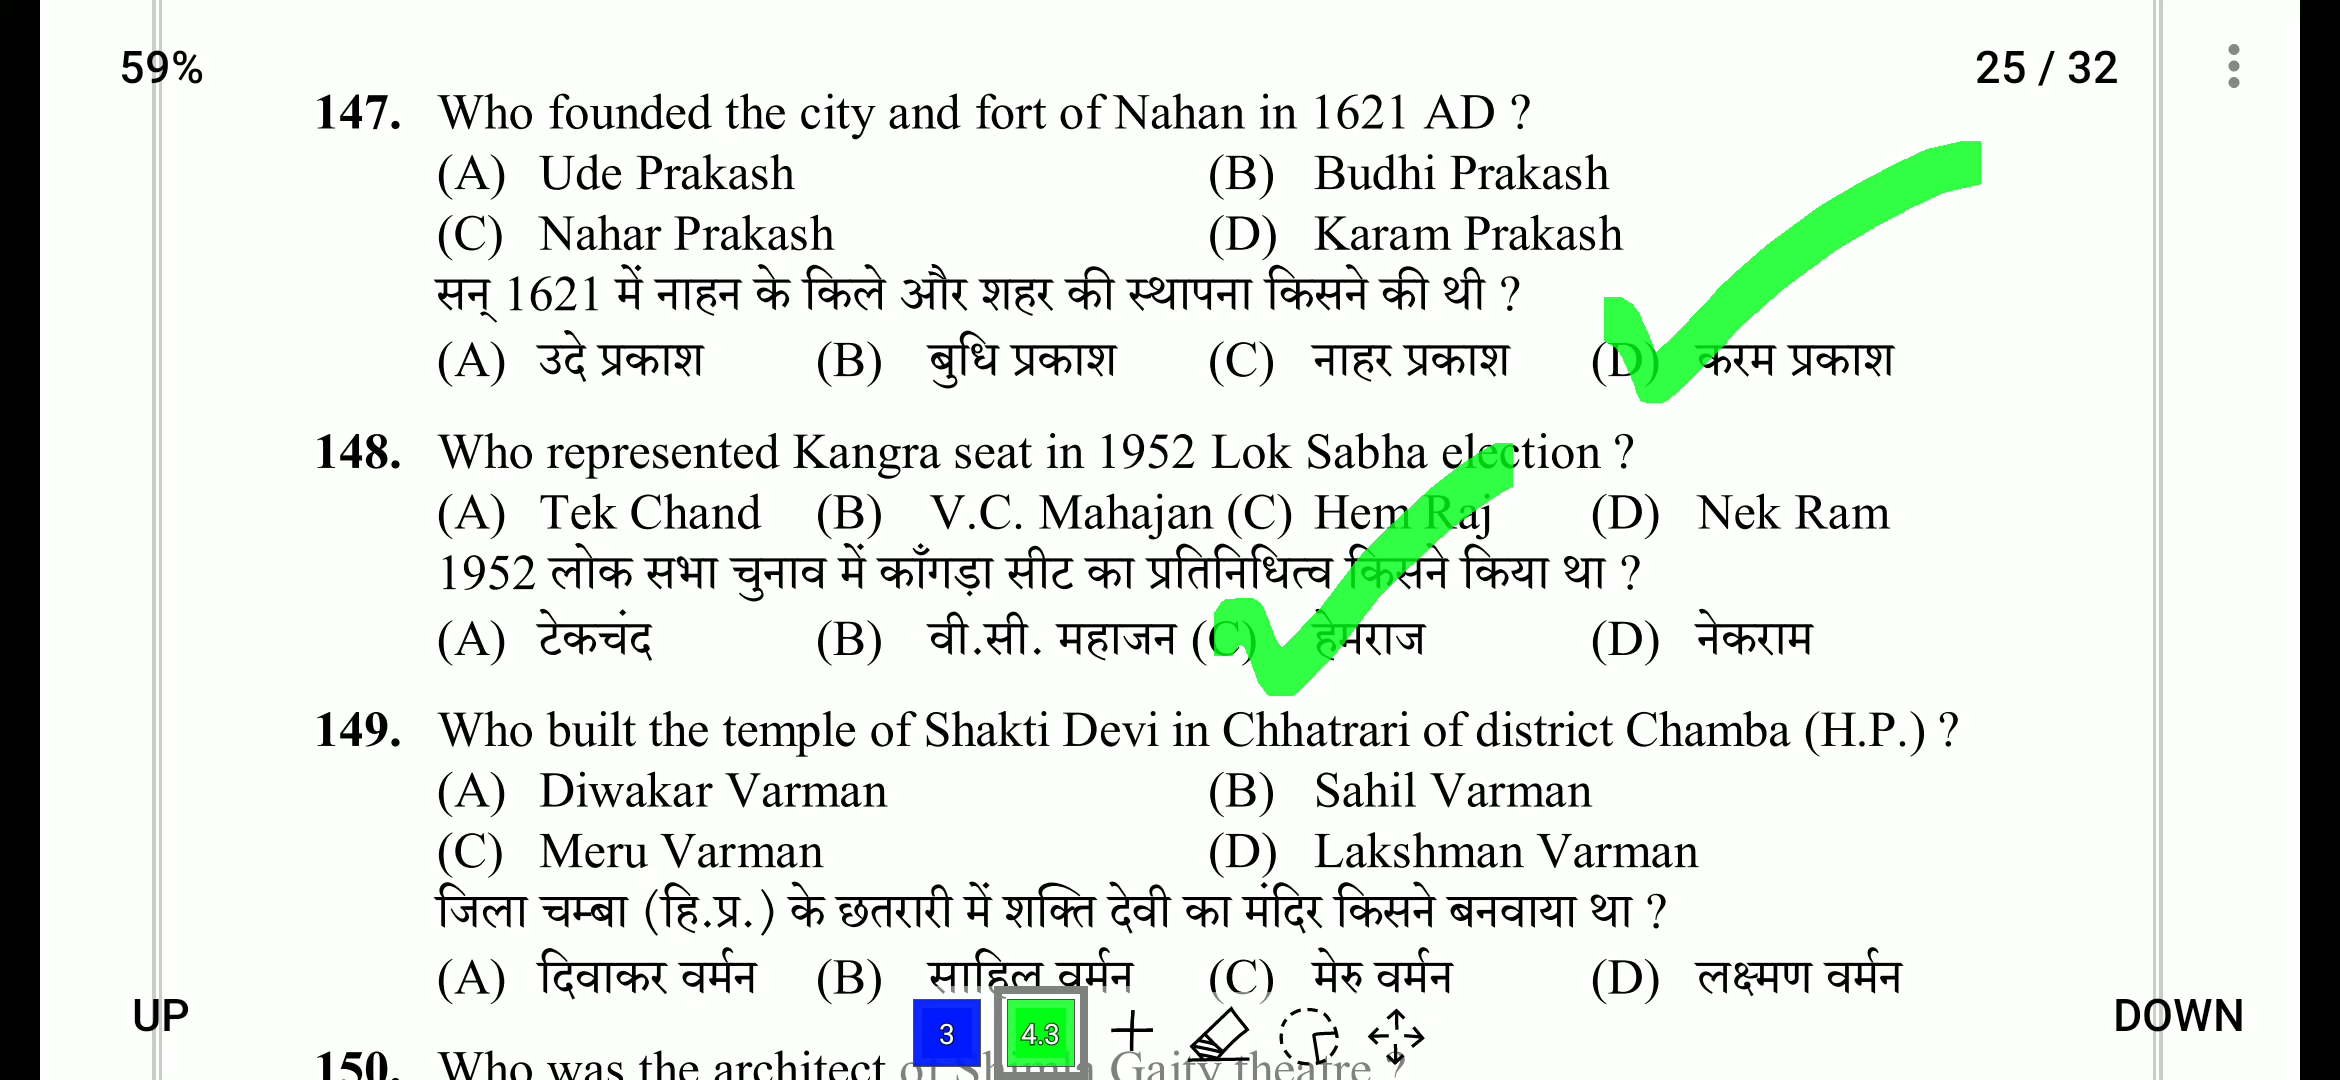 59%
25 / 32
147. Who founded the city and fort of Nahan in 1621 AD ?
(A) Ude Prakash (B) Budhi Prakash
(C) Nahar Prakash (D) Karam Prakash
सन् 1621 में नाहन के किले और शहर की स्थापना किसने की थी ?
(A) उदे प्रकाश (B) बुधि प्रकाश (C) नाहर प्रकाश (D) करम प्रकाश
148. Who represented Kangra seat in 1952 Lok Sabha election ?
(A) Tek Chand (B) V.C. Mahajan (C) Hem Raj (D) Nek Ram
1952 लोक सभा चुनाव में काँगड़ा सीट का प्रतिनिधित्व किसने किया था ?
(A) टेकचंद (B) वी.सी. महाजन (C) हेमराज (D) नेकराम
149. Who built the temple of Shakti Devi in Chhatrari of district Chamba (H.P.) ?
(A) Diwakar Varman (B) Sahil Varman
(C) Meru Varman (D) Lakshman Varman
जिला चम्बा (हि.प्र.) के छतरारी में शक्ति देवी का मंदिर किसने बनवाया था ?
(A) दिवाकर वर्मन (B) साहिल वर्मन (C) मेरु वर्मन (D) लक्ष्मण वर्मन
UP
3
4.3
DOWN
150. Who was the architect of Shimla Gaity theatre ?